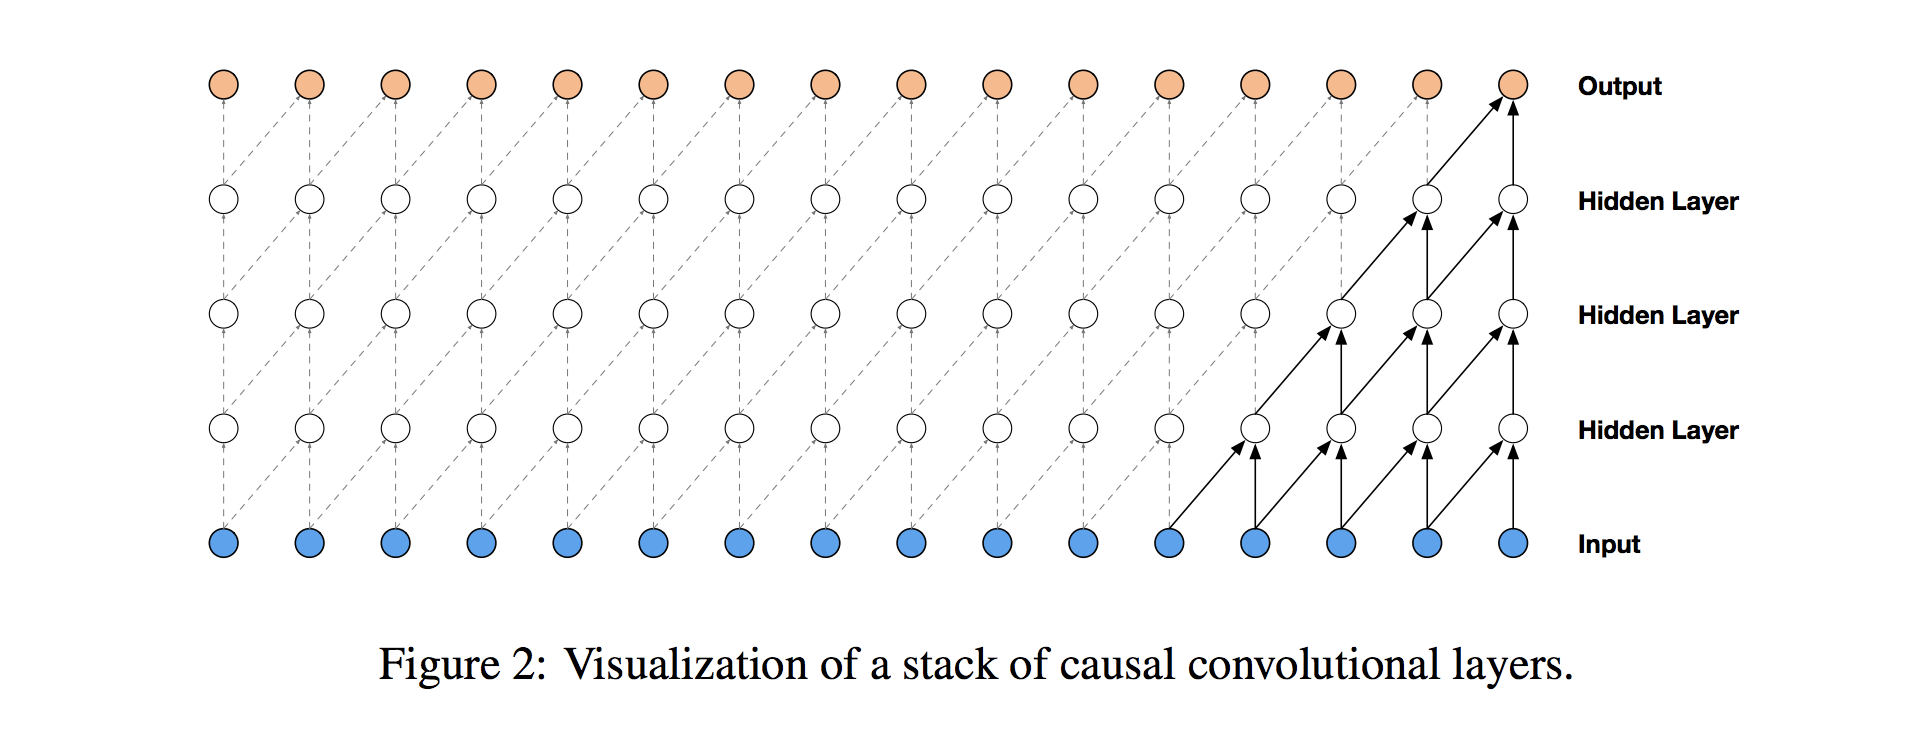 Output
Hidden Layer
Hidden Layer
Hidden Layer
Input
Figure 2: Visualization of a stack of causal convolutional layers.